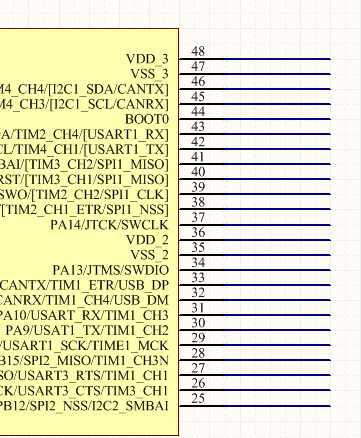 VDD_3 48
VSS_3 47
M4_CH4/[I2C1_SDA/CANTX] 46
M4_CH3/[I2C1_SCL/CANRX] 45
BOOT0 44
A/TIM2_CH4/[USART1_RX] 43
CL/TIM4_CH1/[USART1_TX] 42
BAI/[TIM3_CH2/SPI1_MISO] 41
RST/[TIM3_CH1/SPI1_MISO] 40
SWO/[TIM2_CH2/SPI1_CLK] 39
/[TIM2_CH1_ETR/SPI1_NSS] 38
PA14/JTCK/SWCLK 37
VDD_2 36
VSS_2 35
PA13/JTMS/SWDIO 34
CANTX/TIM1_ETR/USB_DP 33
CANRX/TIM1_CH4/USB_DM 32
PA10/USART_RX/TIM1_CH3 31
PA9/USAT1_TX/TIM1_CH2 30
/USART1_SCK/TIME1_MCK 29
B15/SPI2_MISO/TIM1_CH3N 28
SO/USART3_RTS/TIM1_CH1 27
CK/USART3_CTS/TIM3_CH1 26
PB12/SPI2_NSS/I2C2_SMBAI 25